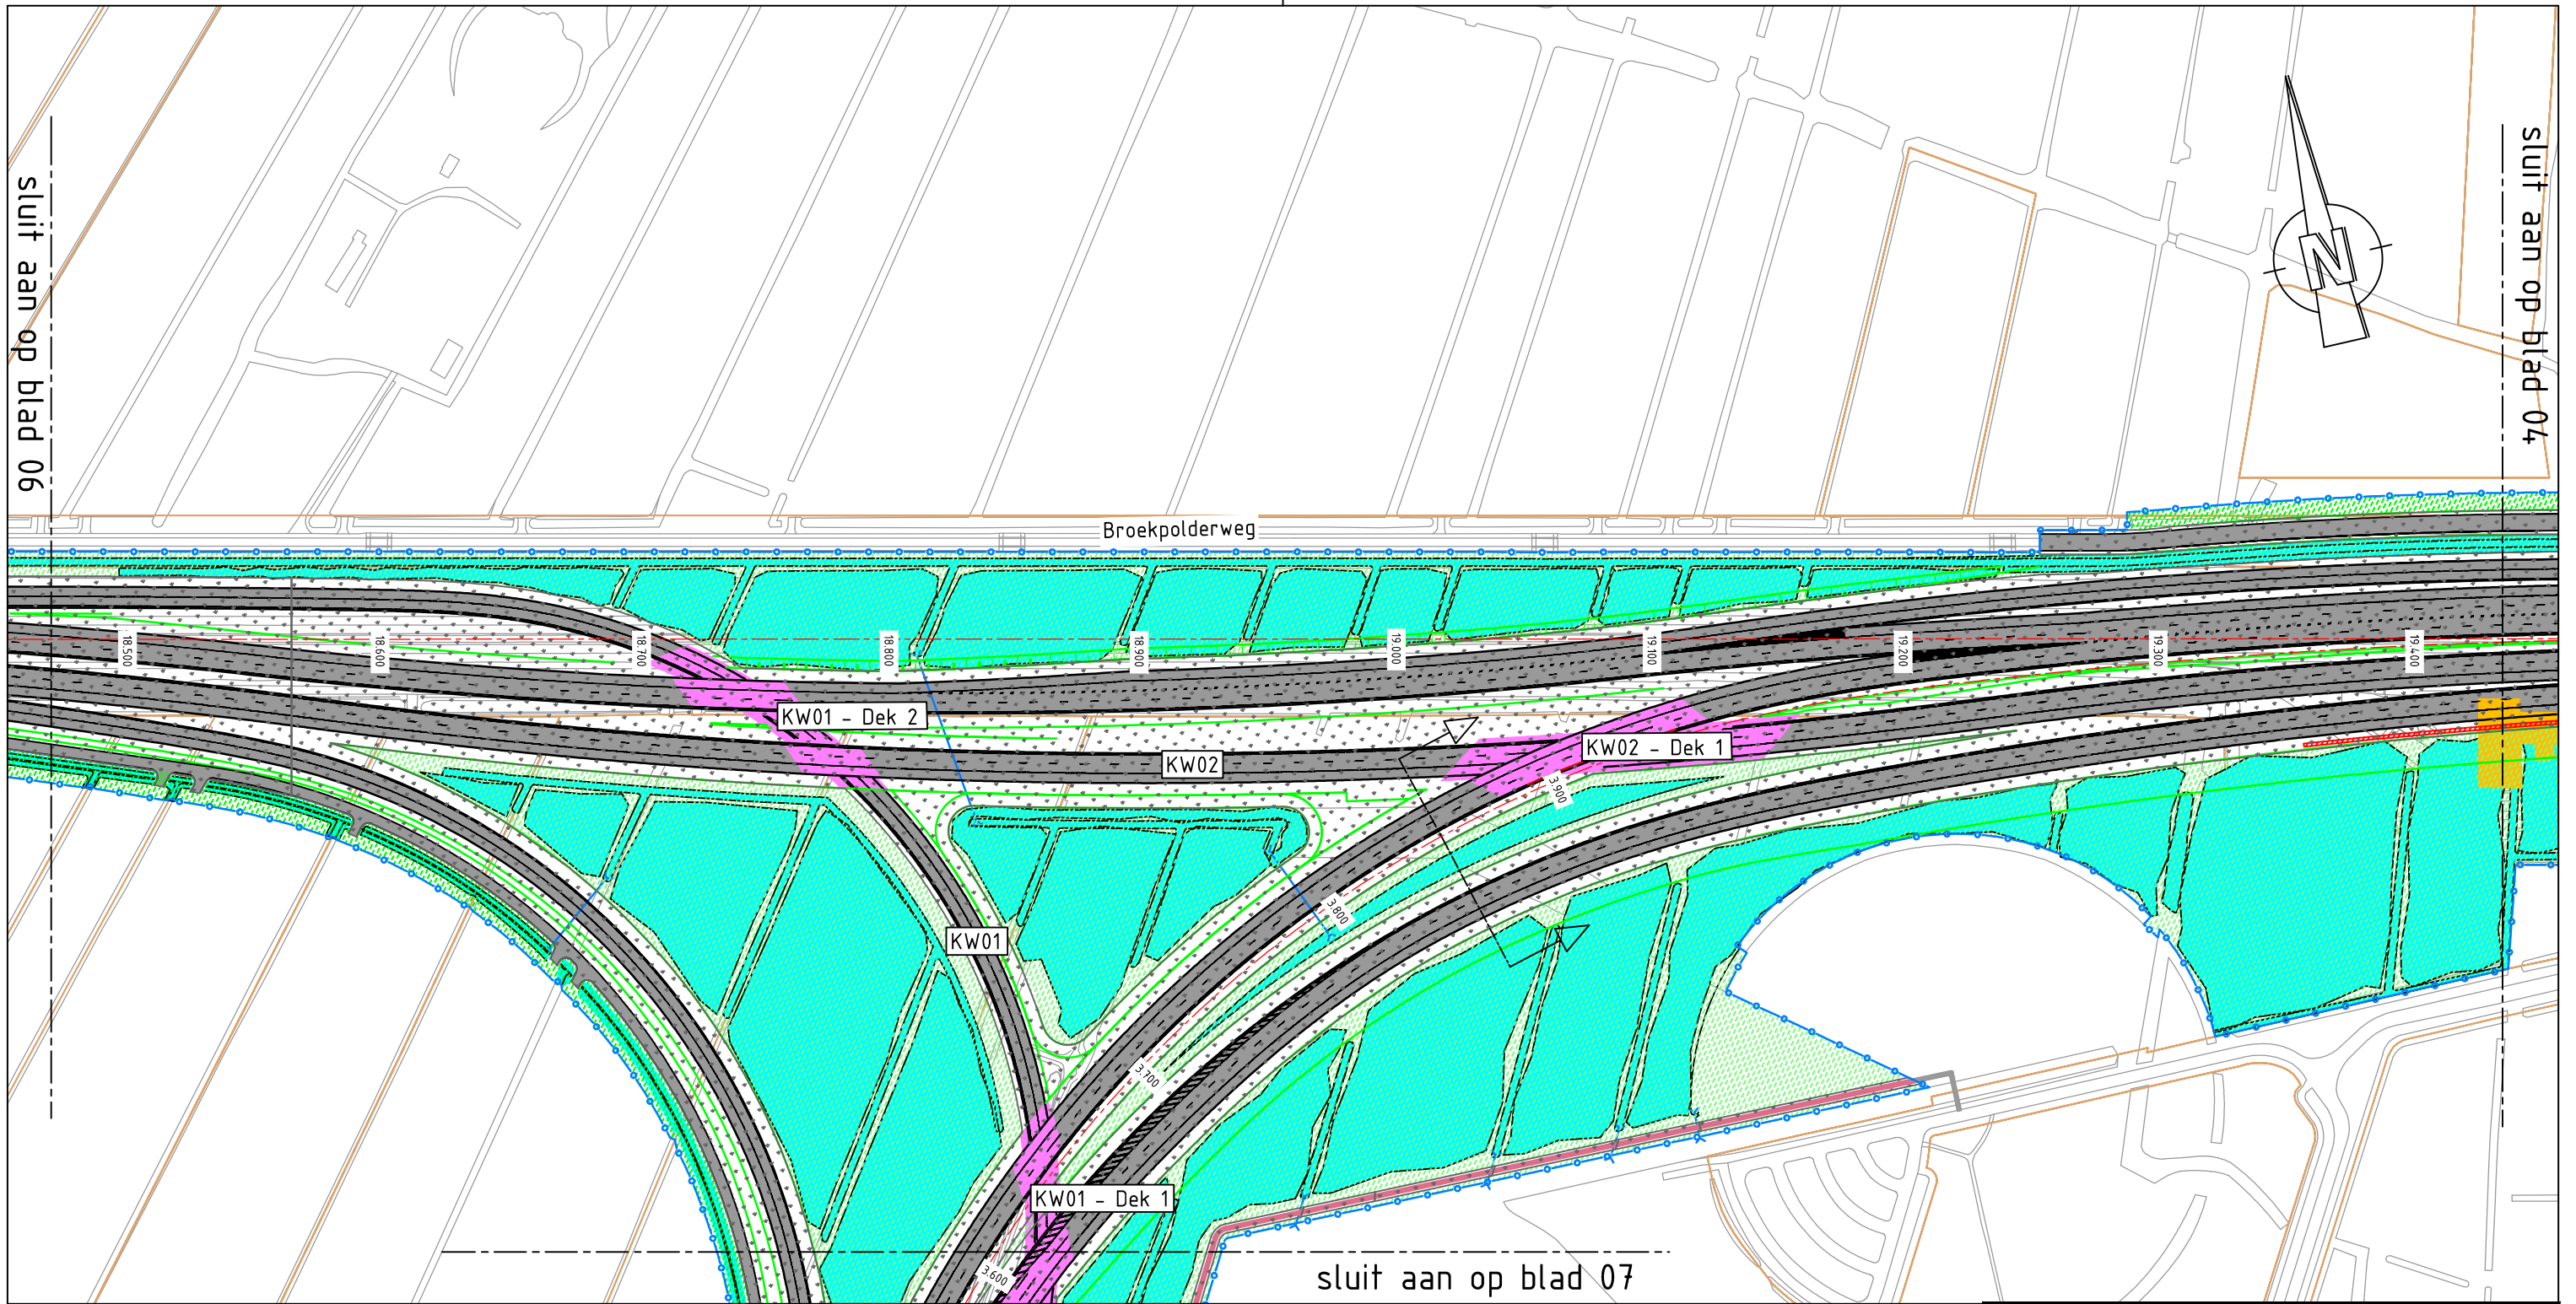 sluit aan op blad 06
sluit aan op blad 04
N
Broekpolderweg
18.500
18.600
18.700
18.800
18.900
19.000
19.100
19.200
19.300
19.400
KW01 - Dek 2
KW02
KW02 - Dek 1
3.900
3.800
KW01
3.700
KW01 - Dek 1
3.600
sluit aan op blad 07